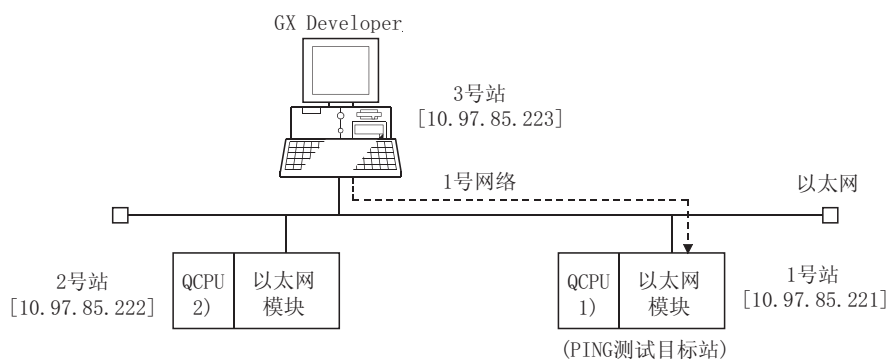 GX Developer
3号站
[10.97.85.223]
1号网络
以太网
2号站
[10.97.85.222]
QCPU
2)
以太网
模块
QCPU
1)
以太网
模块
1号站
[10.97.85.221]
(PING测试目标站)